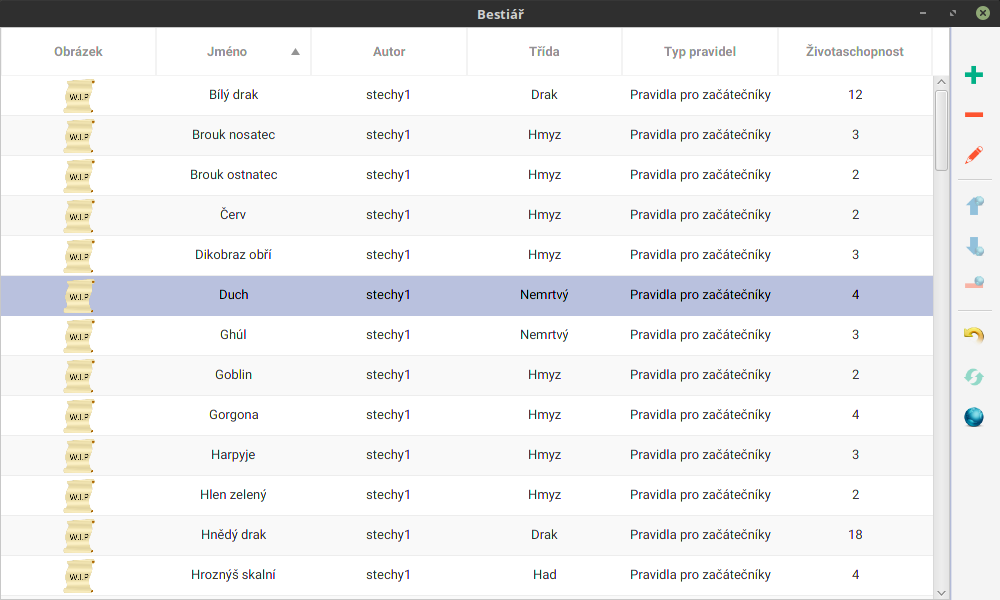 Bestiář
Obrázek Jméno Autor Třída Typ pravidel Životaschopnost
W.I.P Bílý drak stechy1 Drak Pravidla pro začátečníky 12
W.I.P Brouk nosatec stechy1 Hmyz Pravidla pro začátečníky 3
W.I.P Brouk ostnatec stechy1 Hmyz Pravidla pro začátečníky 2
W.I.P Červ stechy1 Hmyz Pravidla pro začátečníky 2
W.I.P Dikobraz obří stechy1 Hmyz Pravidla pro začátečníky 3
W.I.P Duch stechy1 Nemrtvý Pravidla pro začátečníky 4
W.I.P Ghúl stechy1 Nemrtvý Pravidla pro začátečníky 3
W.I.P Goblin stechy1 Hmyz Pravidla pro začátečníky 2
W.I.P Gorgona stechy1 Hmyz Pravidla pro začátečníky 4
W.I.P Harpyje stechy1 Hmyz Pravidla pro začátečníky 3
W.I.P Hlen zelený stechy1 Hmyz Pravidla pro začátečníky 2
W.I.P Hnědý drak stechy1 Drak Pravidla pro začátečníky 18
W.I.P Hroznýš skalní stechy1 Had Pravidla pro začátečníky 4